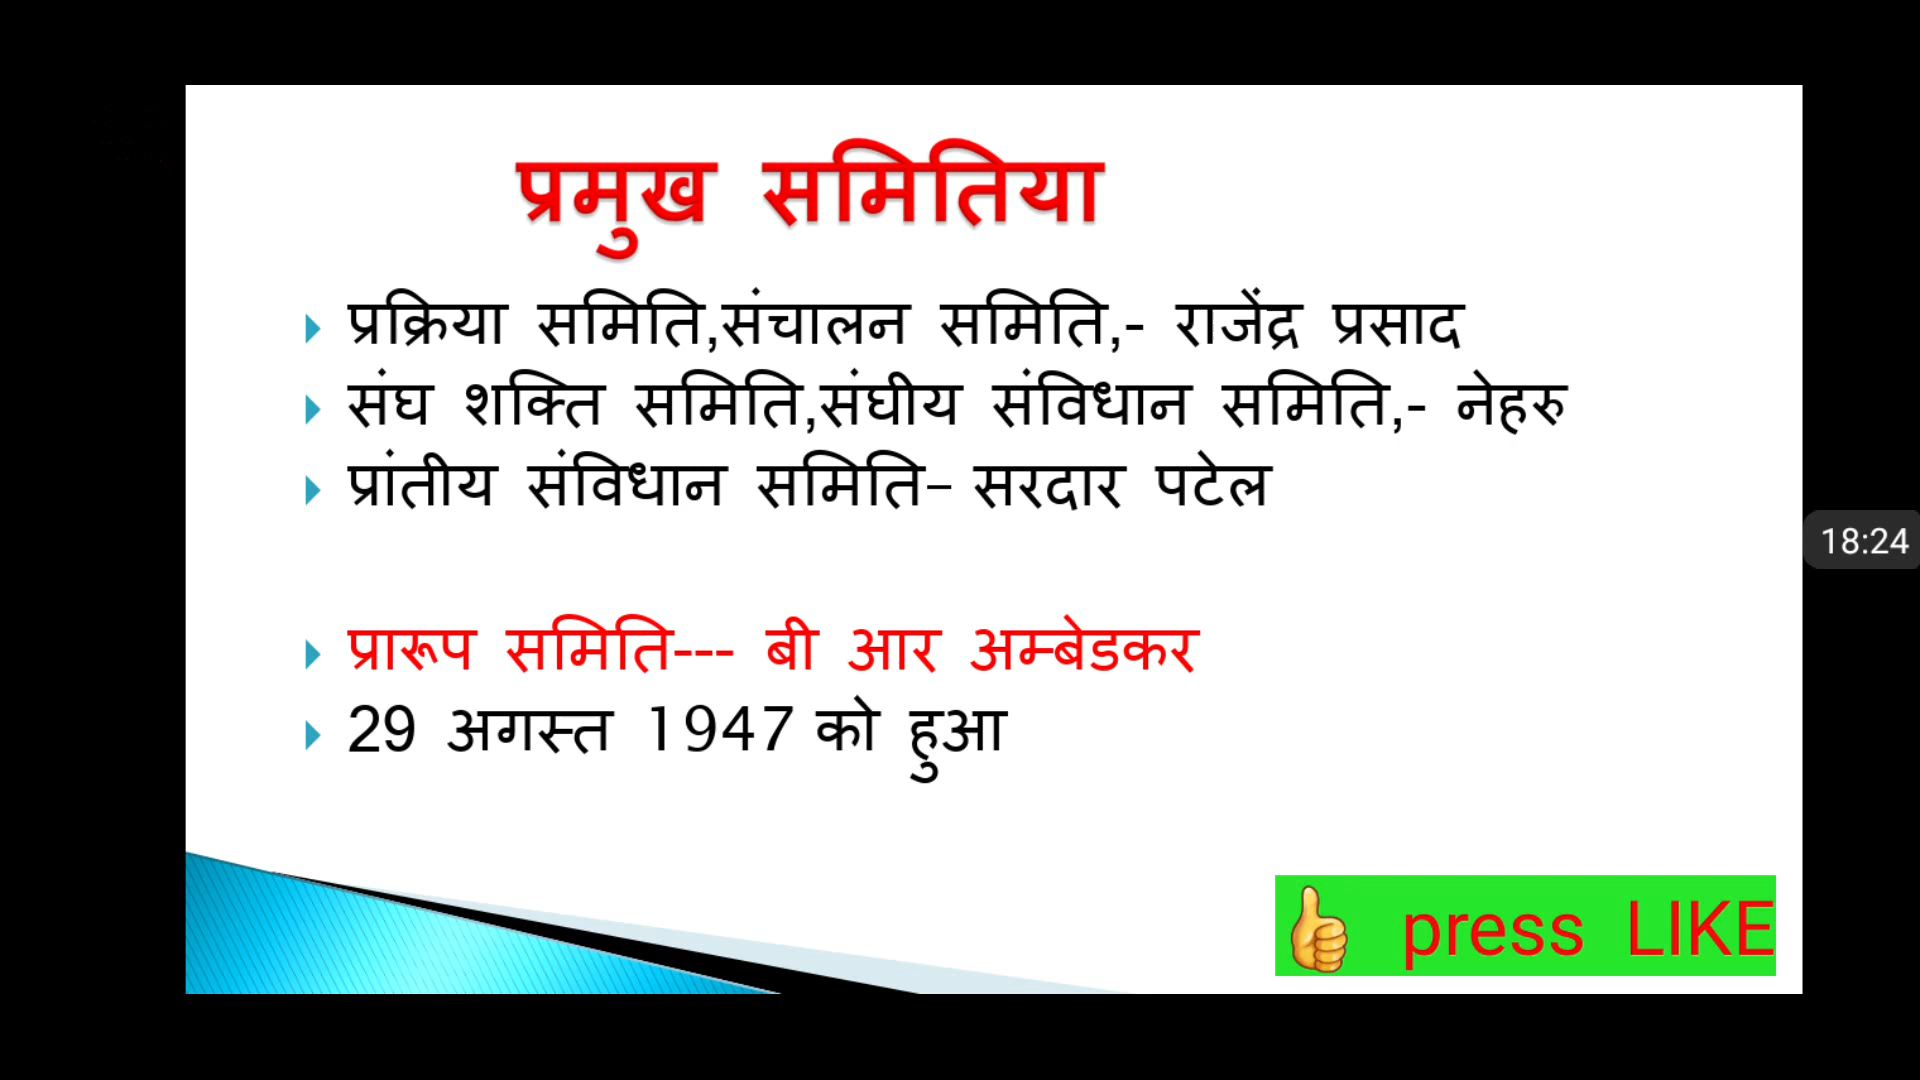 प्रमुख समितिया
प्रक्रिया समिति,संचालन समिति,- राजेंद्र प्रसाद
संघ शक्ति समिति,संघीय संविधान समिति,- नेहरु
प्रांतीय संविधान समिति– सरदार पटेल
प्रारूप समिति--- बी आर अम्बेडकर
29 अगस्त 1947 को हुआ
18:24
press LIKE